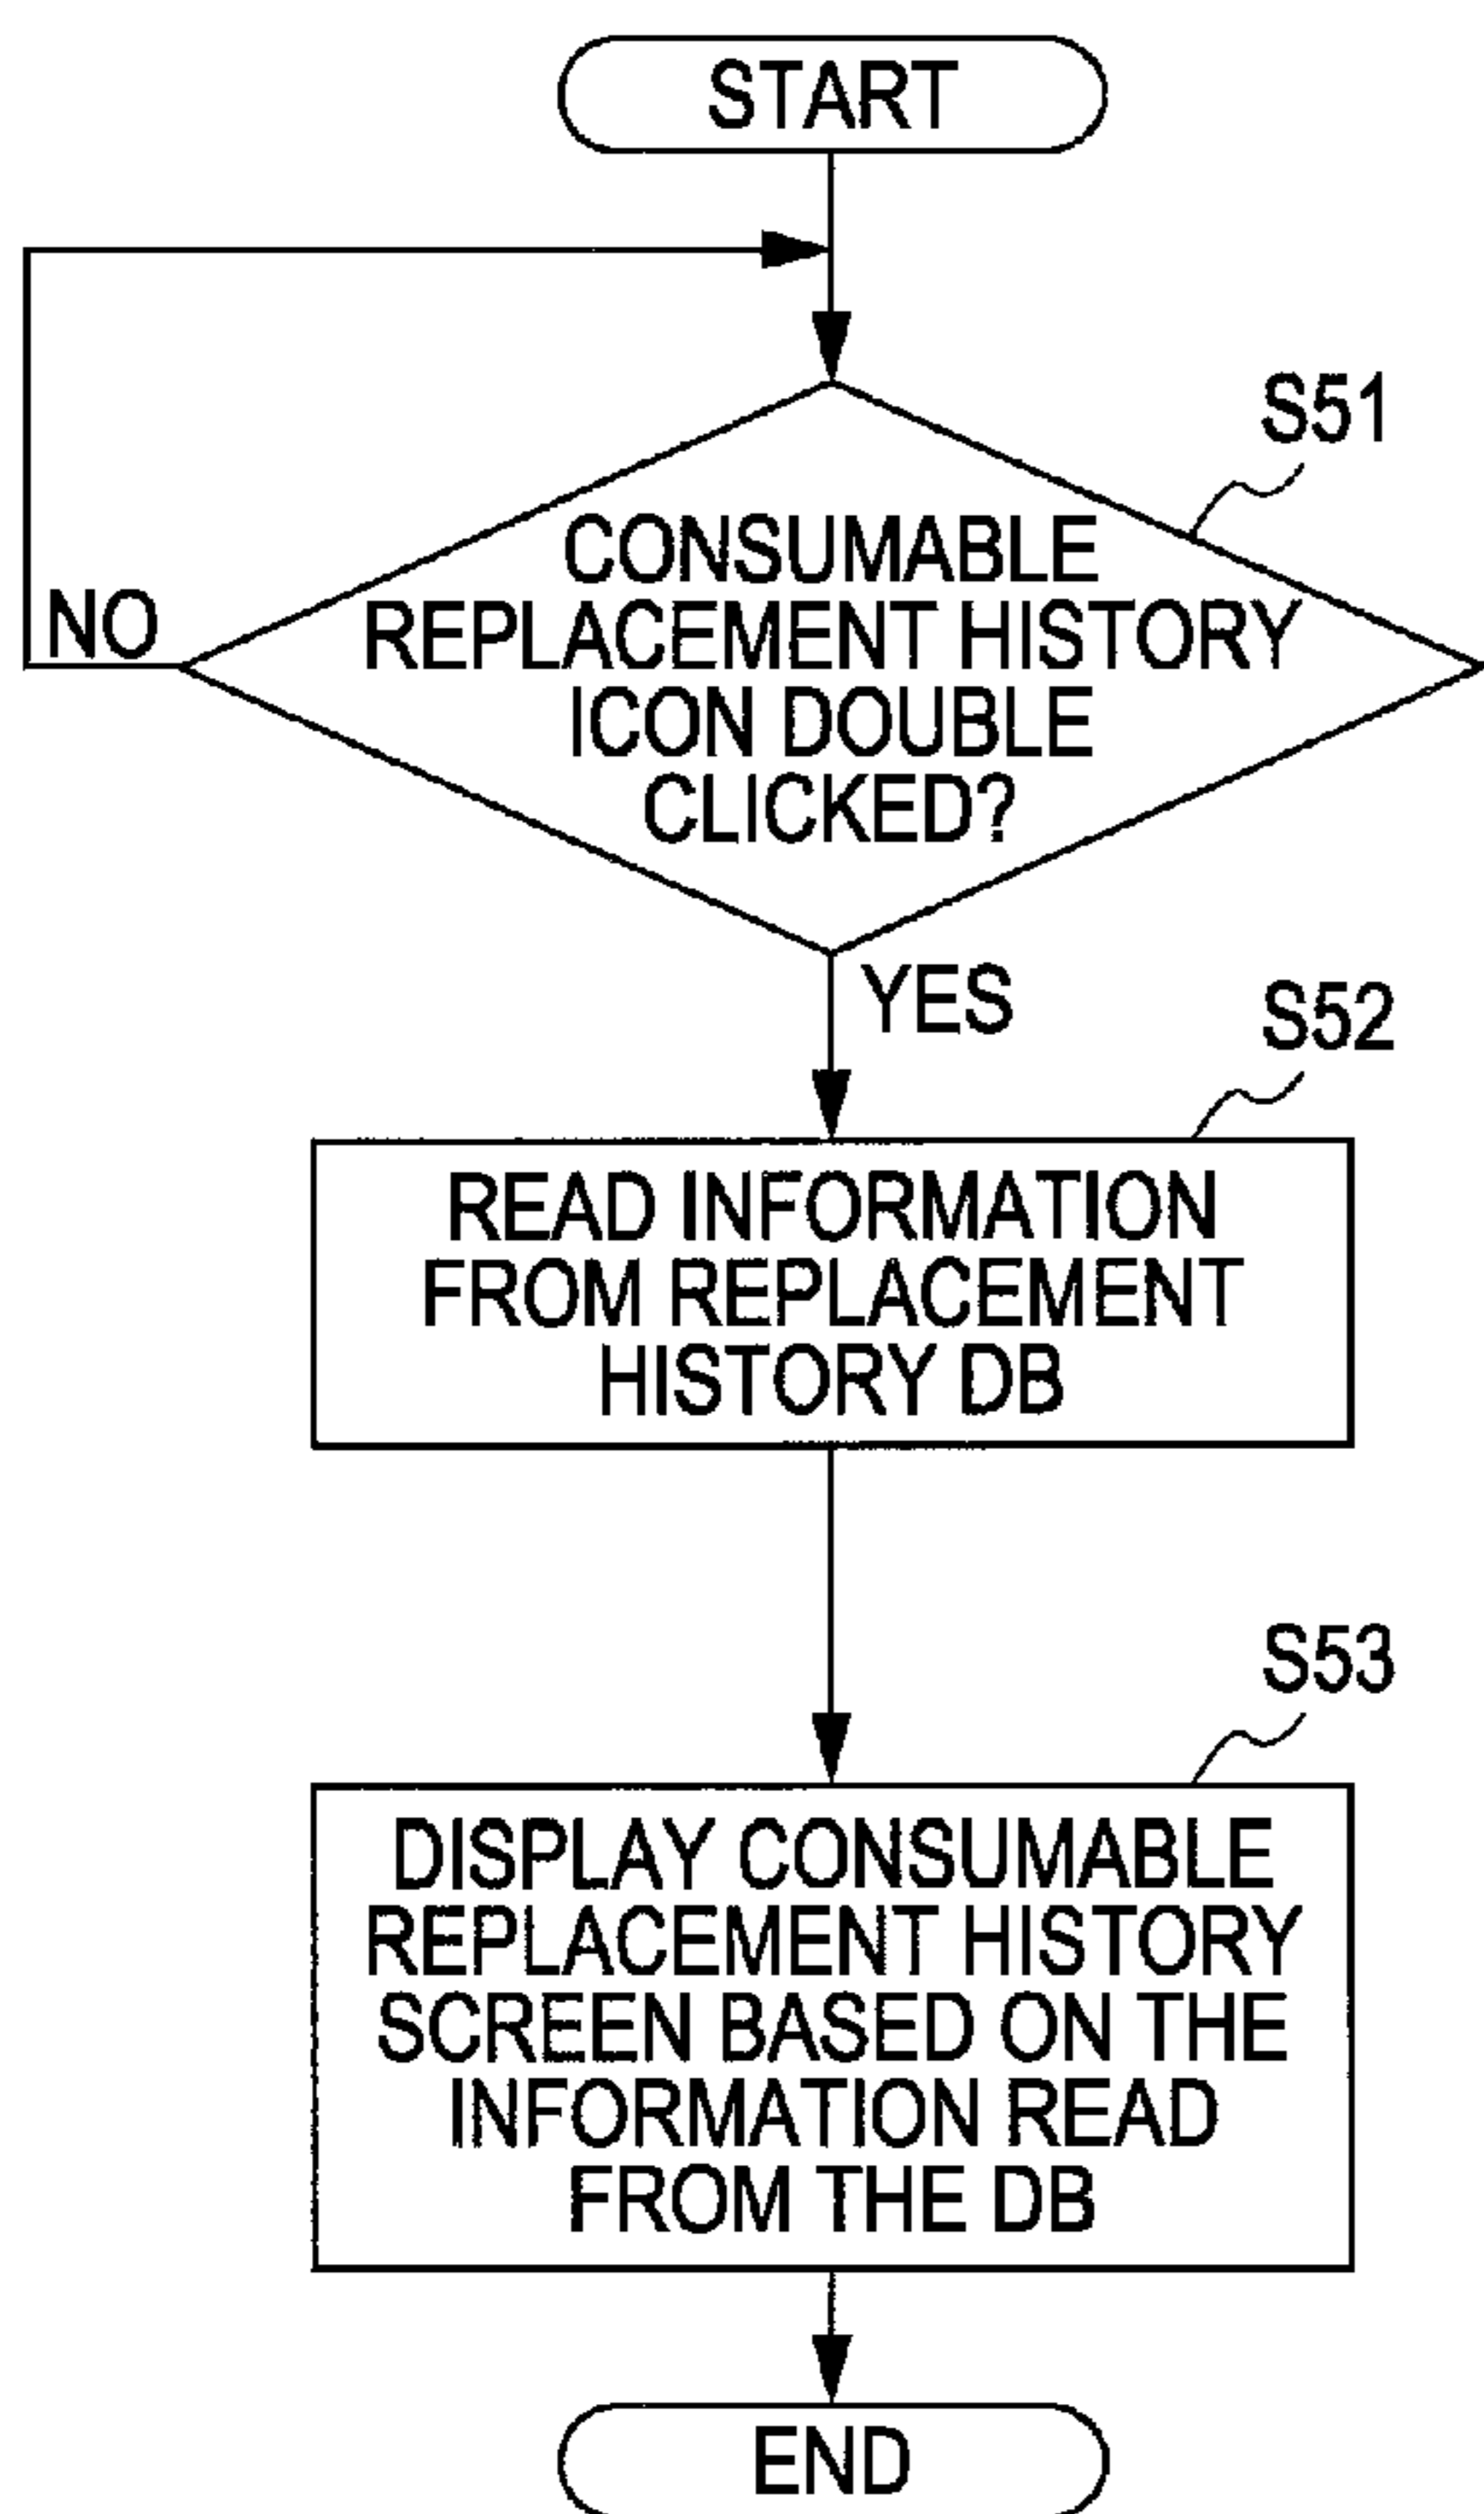 START
S51
CONSUMABLE
REPLACEMENT HISTORY
ICON DOUBLE
CLICKED?
NO
YES
S52
READ INFORMATION
FROM REPLACEMENT
HISTORY DB
S53
DISPLAY CONSUMABLE
REPLACEMENT HISTORY
SCREEN BASED ON THE
INFORMATION READ
FROM THE DB
END